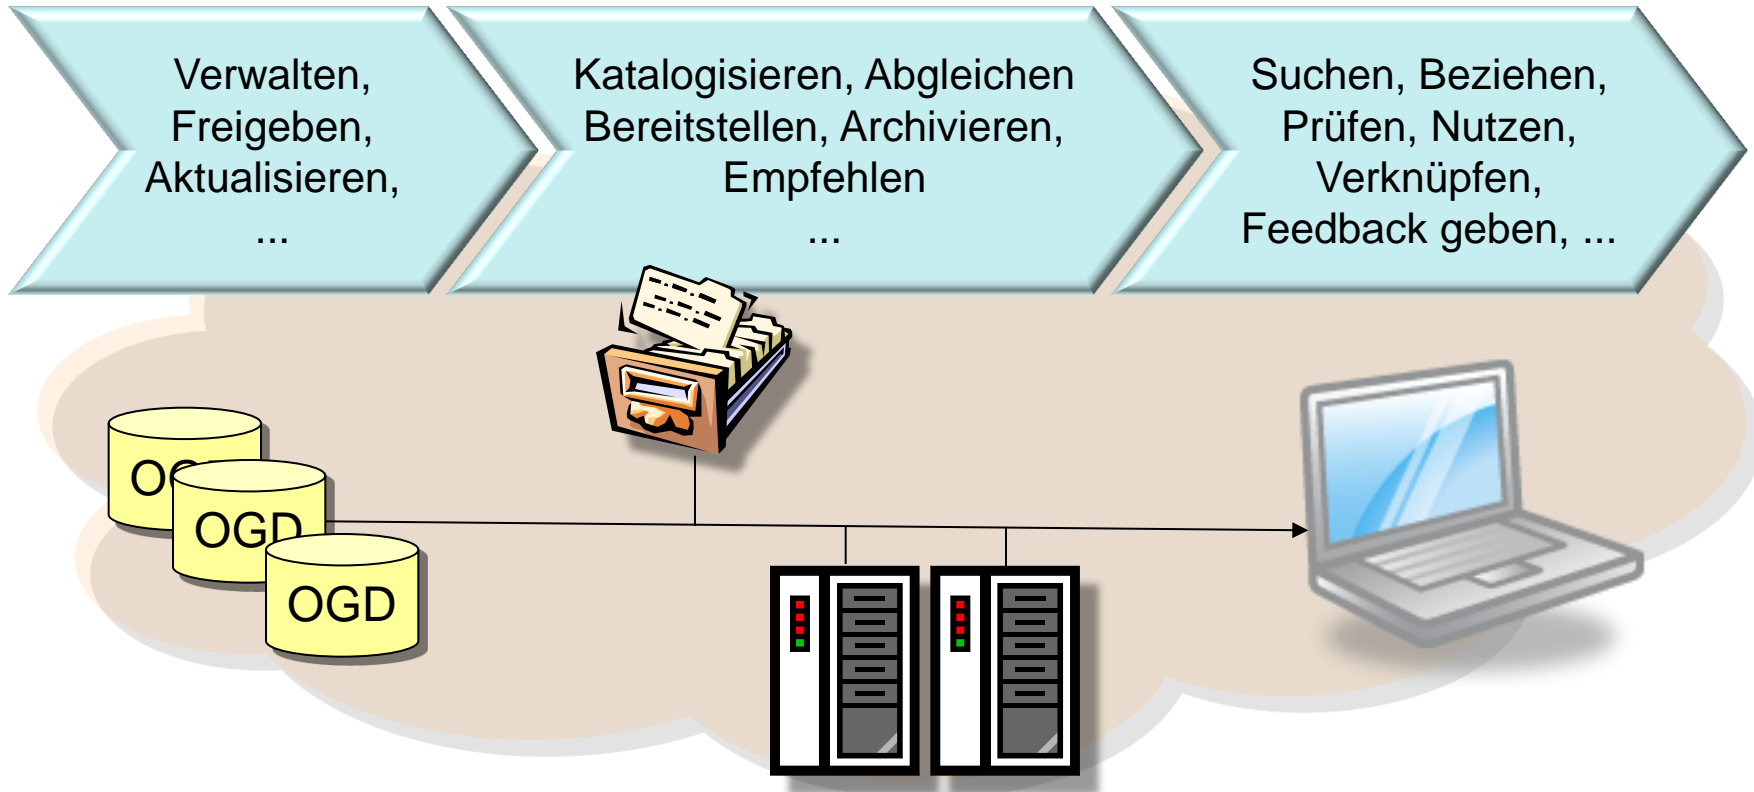 Verwalten,
Freigeben,
Aktualisieren,
...
Katalogisieren, Abgleichen
Bereitstellen, Archivieren,
Empfehlen
...
Suchen, Beziehen,
Prüfen, Nutzen,
Verknüpfen,
Feedback geben, ...
OGD
OGD